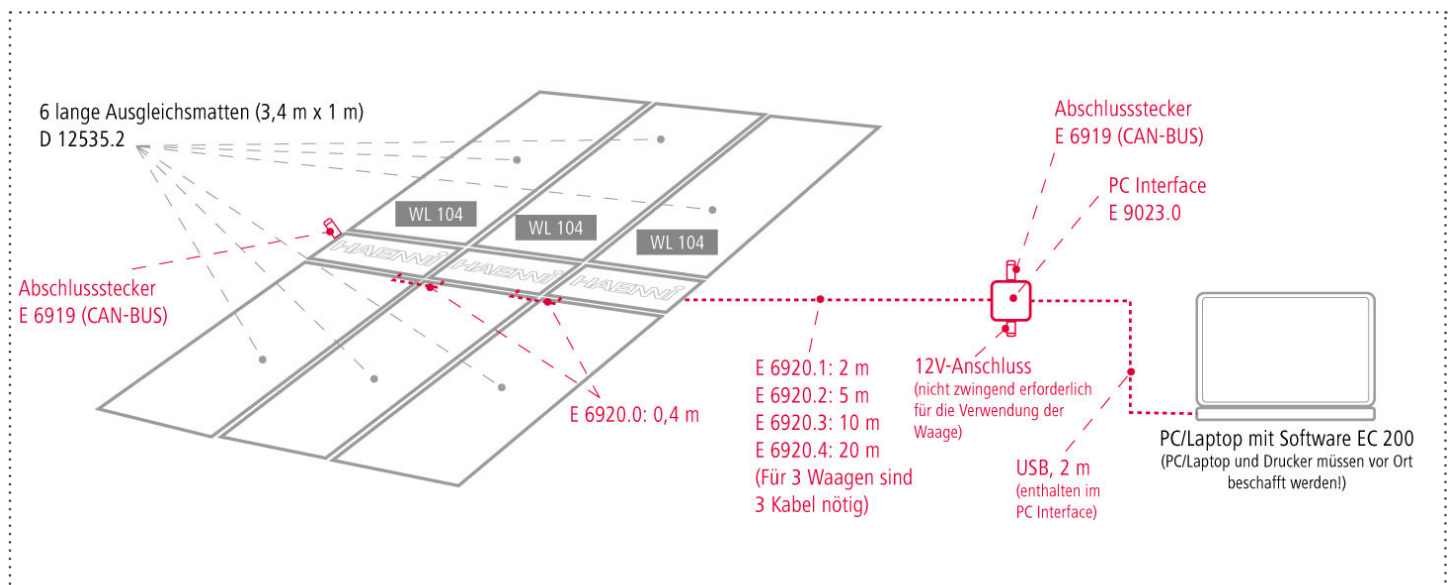 6 lange Ausgleichsmatten (3,4 m x 1 m)
D 12535.2
WL 104
WL 104
WL 104
HAENNI
HAENNI
HAENNI
Abschlussstecker
E 6919 (CAN-BUS)
E 6920.0: 0,4 m
E 6920.1: 2 m
E 6920.2: 5 m
E 6920.3: 10 m
E 6920.4: 20 m
(Für 3 Waagen sind
3 Kabel nötig)
Abschlussstecker
E 6919 (CAN-BUS)
PC Interface
E 9023.0
12V-Anschluss
(nicht zwingend erforderlich
für die Verwendung der
Waage)
USB, 2 m
(enthalten im
PC Interface)
PC/Laptop mit Software EC 200
(PC/Laptop und Drucker müssen vor Ort
beschafft werden!)